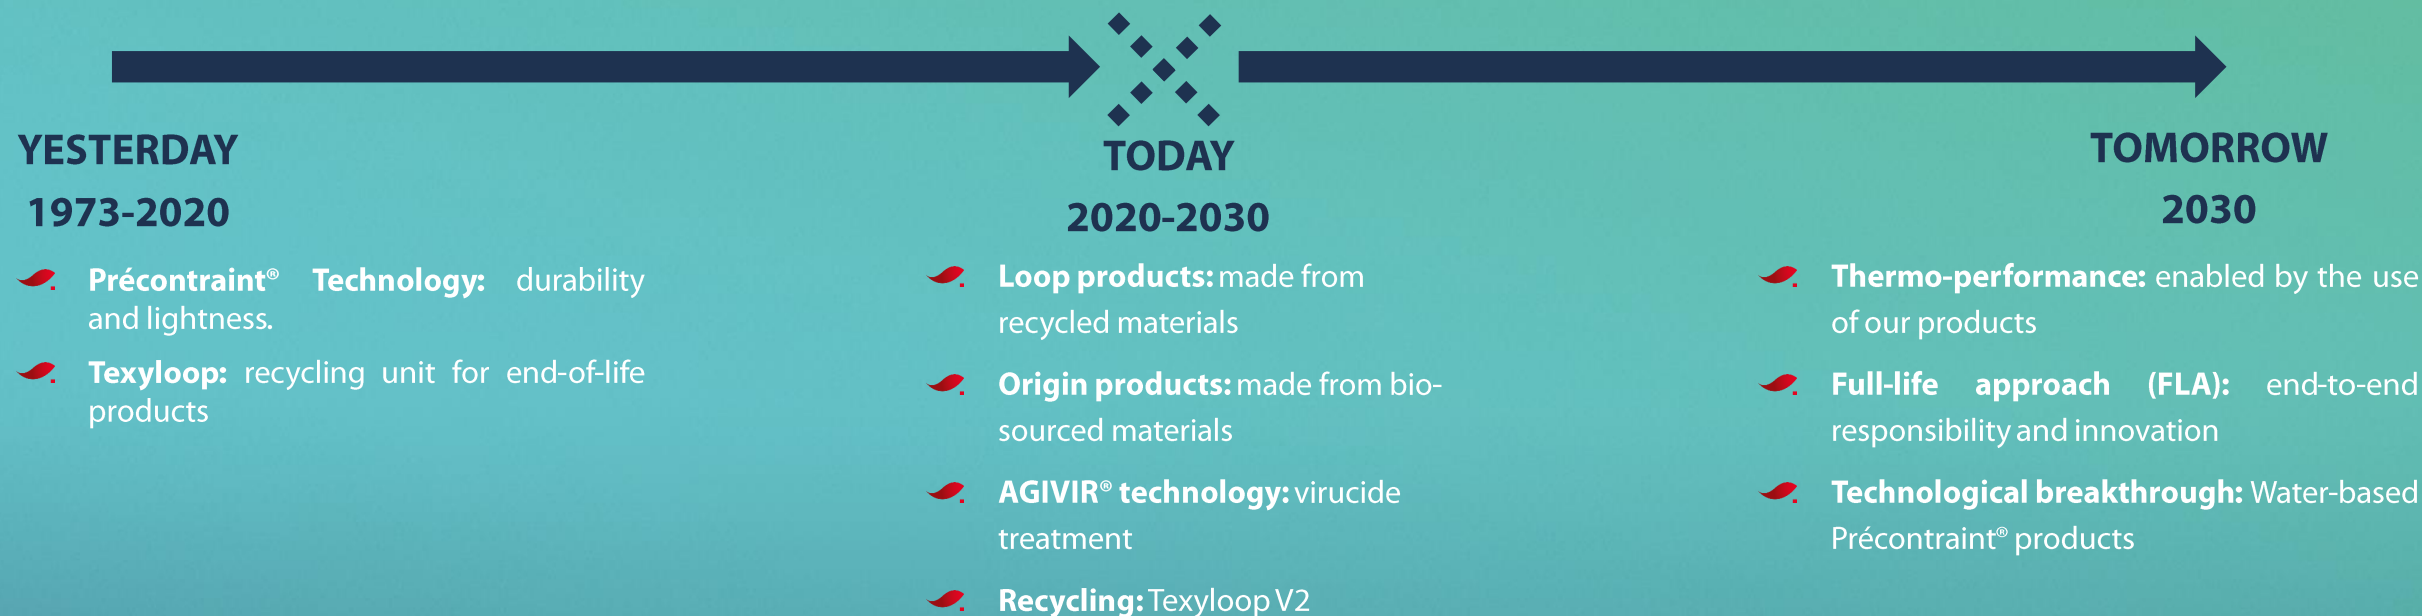 YESTERDAY
1973-2020
Précontraint® Technology: durability
and lightness.
Texyloop: recycling unit for end-of-life
products
TODAY
2020-2030
Loop products: made from
recycled materials
Origin products: made from bio-
sourced materials
AGIVIR® technology: virucide
treatment
Recycling: Texyloop V2
TOMORROW
2030
Thermo-performance: enabled by the use
of our products
Full-life approach (FLA): end-to-end
responsibility and innovation
Technological breakthrough: Water-based
Précontraint® products